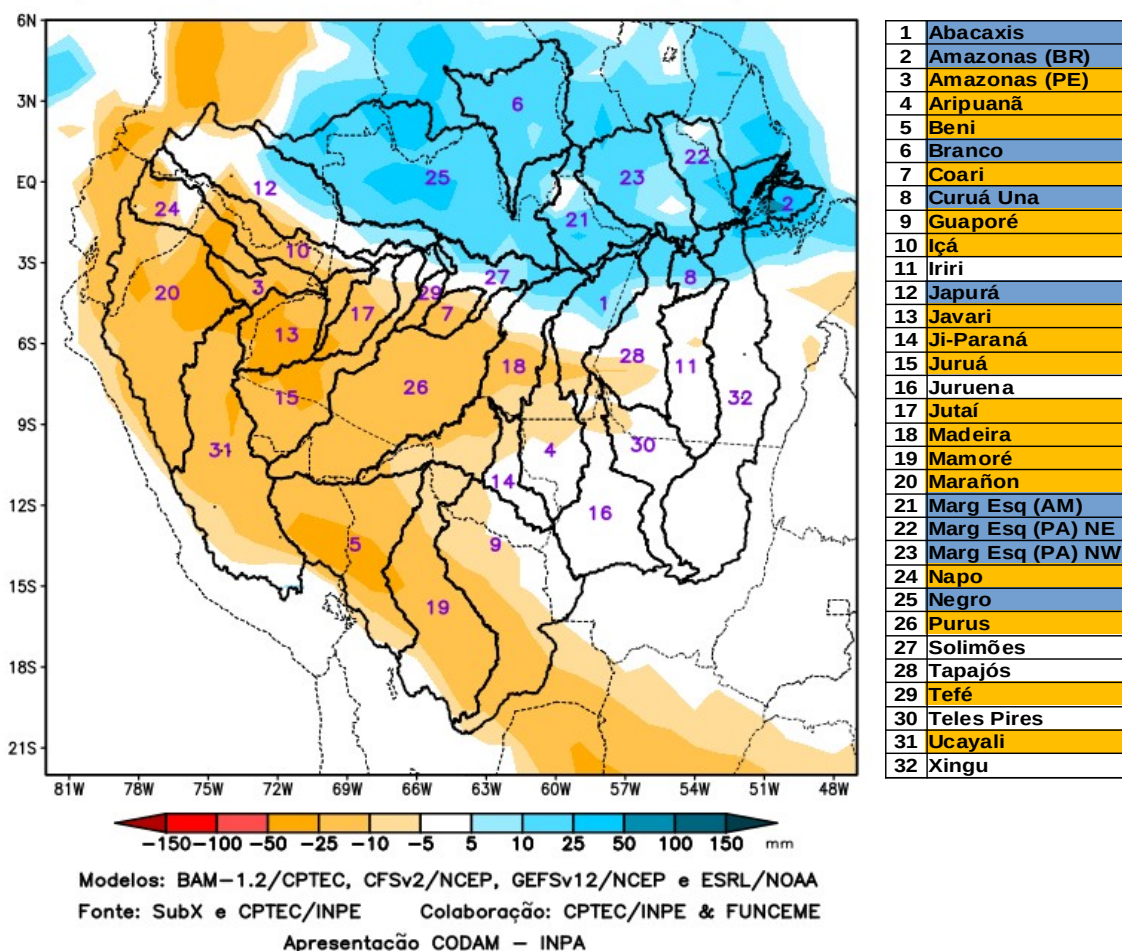 6N
3N
EQ
3S
6S
9S
12S
15S
18S
21S
81W 78W 75W 72W 69W 66W 63W 60W 57W 54W 51W 48W
6
22
25
23
12
2
24
21
10
27
8
3
29
20
1
17
7
13
28
18
11
15
26
32
31
4
30
14
16
5
9
19
-150 -100 -50 -25 -10 -5 5 10 25 50 100 150 mm
Modelos: BAM-1.2/CPTEC, CFSv2/NCEP, GEFSv12/NCEP e ESRL/NOAA
Fonte: SubX e CPTEC/INPE Colaboração: CPTEC/INPE & FUNCEME
Apresentacão CODAM - INPA
1 Abacaxis
2 Amazonas (BR)
3 Amazonas (PE)
4 Aripuanã
5 Beni
6 Branco
7 Coari
8 Curuá Una
9 Guaporé
10 Içá
11 Iriri
12 Japurá
13 Javari
14 Ji-Paraná
15 Juruá
16 Juruena
17 Jutaí
18 Madeira
19 Mamoré
20 Marañon
21 Marg Esq (AM)
22 Marg Esq (PA) NE
23 Marg Esq (PA) NW
24 Napo
25 Negro
26 Purus
27 Solimões
28 Tapajós
29 Tefé
30 Teles Pires
31 Ucayali
32 Xingu